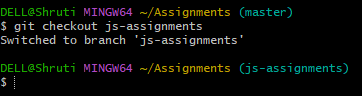 DELL@Shruti MINGW64 ~/Assignments (master)
$ git checkout js-assignments
Switched to branch 'js-assignments'
DELL@Shruti MINGW64 ~/Assignments (js-assignments)
$